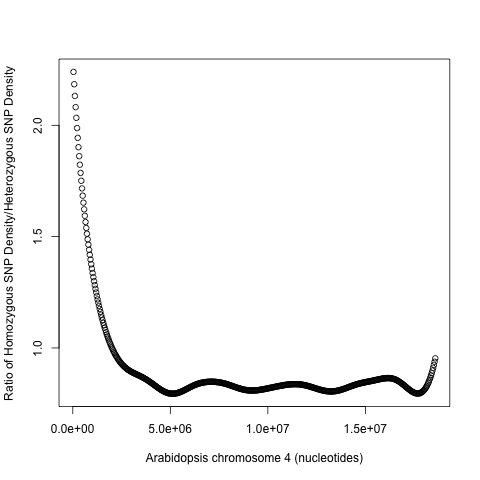 Ratio of Homozygous SNP Density/Heterozygous SNP Density
2.0
1.5
1.0
0.0e+00 5.0e+06 1.0e+07 1.5e+07
Arabidopsis chromosome 4 (nucleotides)